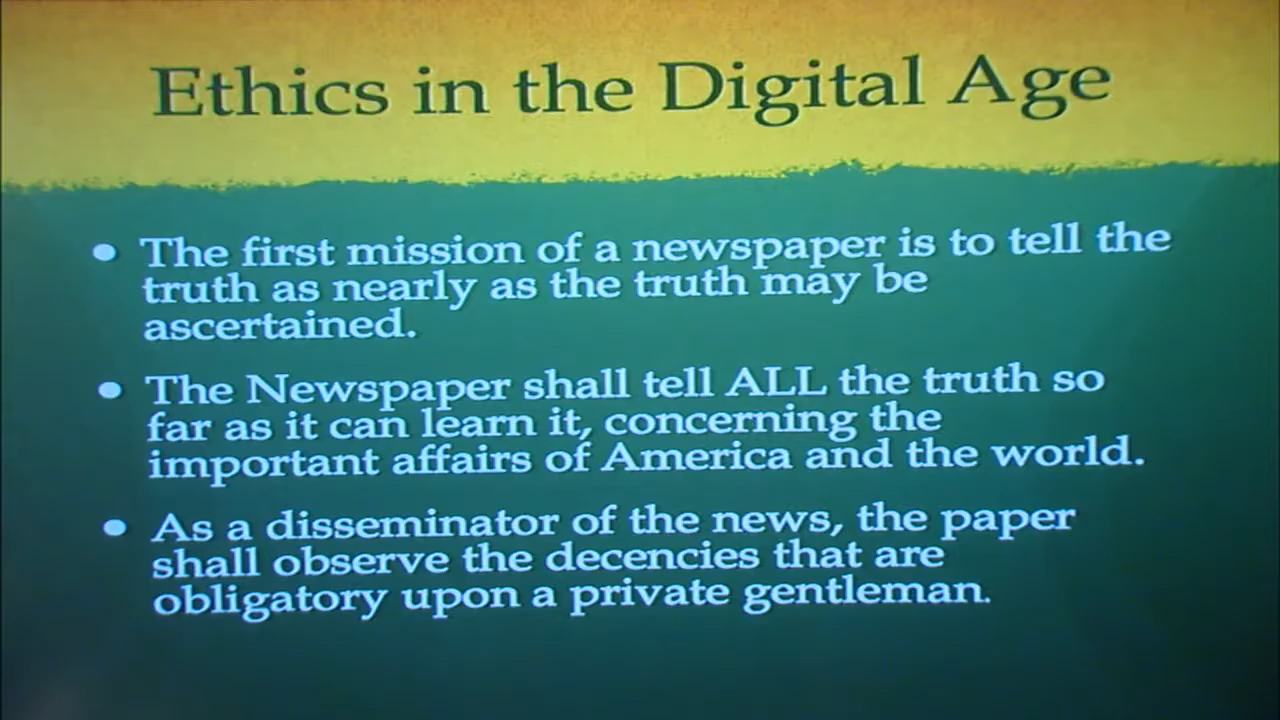 Ethics in the Digital Age
• The first mission of a newspaper is to tell the
truth as nearly as the truth may be
ascertained.
• The Newspaper shall tell ALL the truth so
far as it can learn it, concerning the
important affairs of America and the world.
• As a disseminator of the news, the paper
shall observe the decencies that are
obligatory upon a private gentleman.